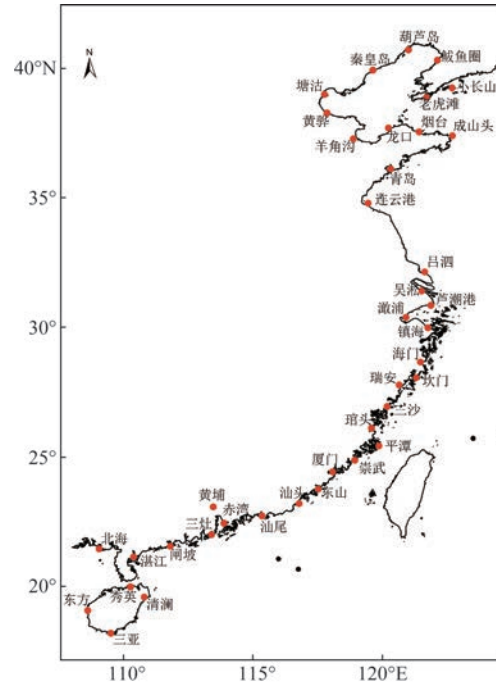 N
40°N
35°
30°
25°
20°
110°
115°
120°
葫芦岛
秦皇岛
鲅鱼圈
塘沽
小长山
老虎滩
黄骅
龙口
烟台
成山头
羊角沟
青岛
连云港
吕泗
吴淞
芦潮港
澉浦
镇海
海门
瑞安
坎门
三沙
琯头
平潭
厦门
崇武
汕头
东山
黄埔
赤湾
三灶
汕尾
北海
湛江
闸坡
东方
秀英
清澜
三亚